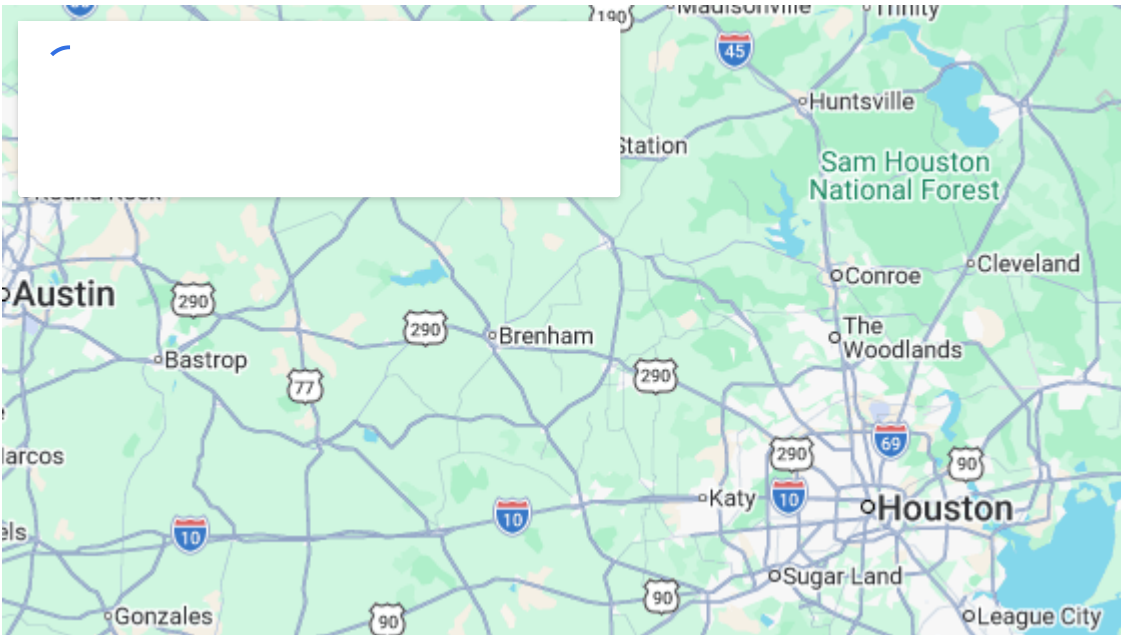 190
Madisonville
Trinity
45
Huntsville
Station
Sam Houston
National Forest
Round Rock
Cleveland
Conroe
Austin
290
290
Brenham
The
Woodlands
Bastrop
77
290
69
290
90
arcos
Katy
10
Houston
10
10
els
Sugar Land
90
Gonzales
90
League City